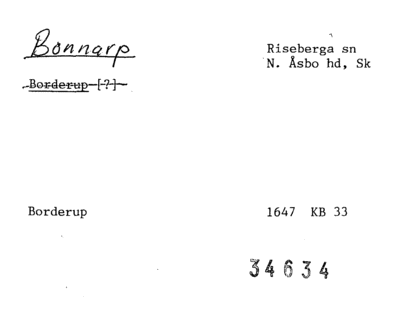 Bonnarp
Riseberga sn
N. Åsbo hd, Sk
Borderup [?]
Borderup
1647 KB 33
34634